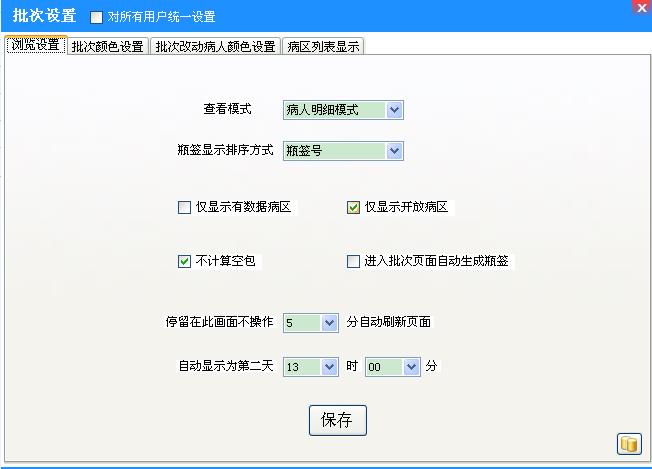 批次设置 对所有用户统一设置
浏览设置 批次颜色设置 批次改动病人颜色设置 病区列表显示
查看模式 病人明细模式
瓶签显示排序方式 瓶签号
仅显示有数据病区 仅显示开放病区
不计算空包 进入批次页面自动生成瓶签
停留在此画面不操作 5 分自动刷新页面
自动显示为第二天 13 时 00 分
保存